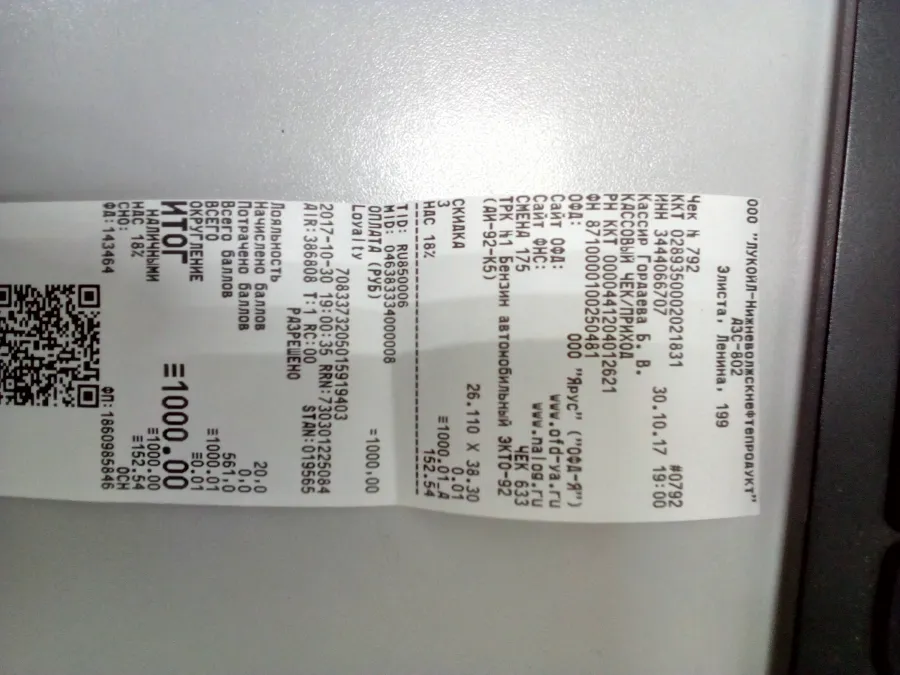 ООО "ЛУКОЙЛ-Нижневолжскнефтепродукт"
АЗС-802
Элиста, Ленина, 199
Чек N 792 #0792
ККТ 0289350002021831 30.10.17 19:00
ИНН 3444066707
Кассир Гордаева Б. В.
КАССОВЫЙ ЧЕК/ПРИХОД
РН ККТ 0000441204012621
ФН 8710000100250481
ОФД: ООО "Ярус" ("ОФД-Я")
Сайт ОФД: www.ofd-ya.ru
Сайт ФНС: www.nalog.ru
СМЕНА 175 ЧЕК 633
ТРК №1 Бензин автомобильный ЭКТО-92
(АИ-92-К5)
26.110 X 38.30
СКИДКА 0.01
3 ≡1000.01_А
НДС 18% 152.54
TID: RU850006
MID: 04638334000008
ОПЛАТА (РУБ) =1000,00
Loyalty
708373205015919403
2017-10-30 19:00:35 RRN:730301225084
AIR:386808 T:1 RC:00 STAN:019565
РАЗРЕШЕНО
Лояльность
Начислено баллов 20,0
Потрачено баллов 0,0
Всего баллов 561,0
ВСЕГО ≡1000.01
ОКРУГЛЕНИЕ ≡0.01
ИТОГ ≡1000.00
НАЛИЧНЫМИ ≡1000.00
НДС 18% ≡152.54
СНО: ОСН
ФД:143464 ФП:1860985846